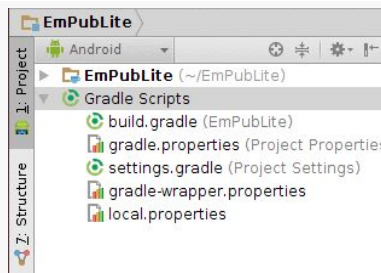 EmPubLite
Android
1: Project
EmPubLite (~/EmPubLite)
Gradle Scripts
build.gradle (EmPubLite)
gradle.properties (Project Properties
settings.gradle (Project Settings)
gradle-wrapper.properties
local.properties
7: Structure